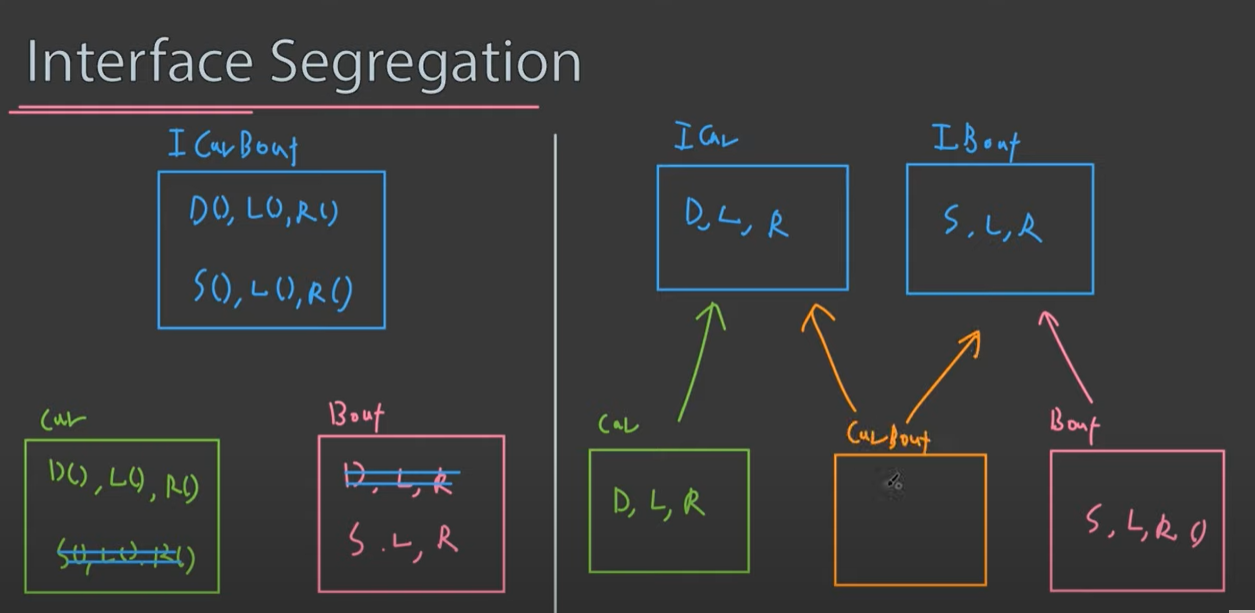 Interface Segregation
ICarBoat
D(), L(), R()
S(), L(), R()
Car
D(), L(), R()
S(), L(), R()
Boat
D, L, R
S, L, R
ICar
D, L, R
IBoat
S, L, R
Car
D, L, R
CarBoat
Boat
S, L, R ()